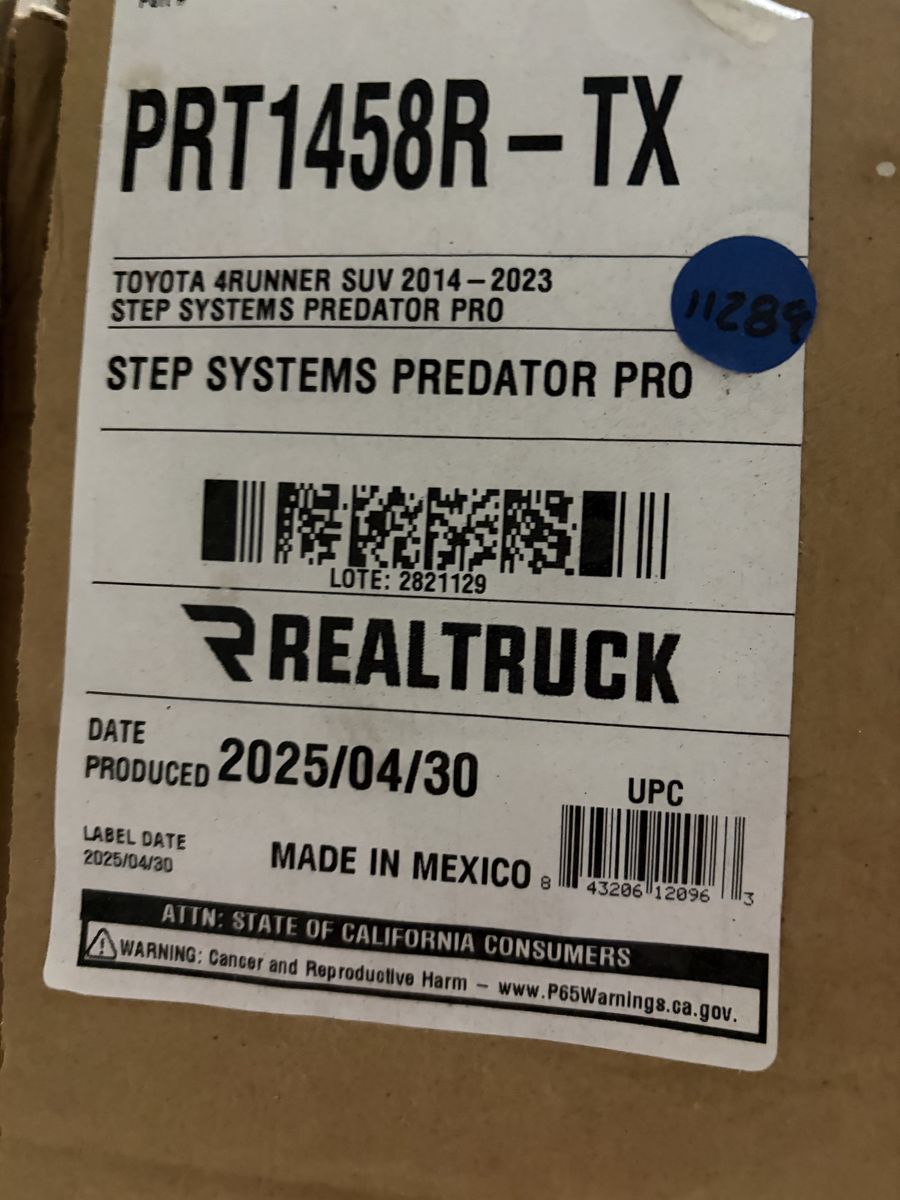 Part #
PRT1458R-TX
TOYOTA 4RUNNER SUV 2014-2023
STEP SYSTEMS PREDATOR PRO
11289
STEP SYSTEMS PREDATOR PRO
LOTE: 2821129
REALTRUCK
DATE
PRODUCED 2025/04/30
UPC
LABEL DATE
2025/04/30
MADE IN MEXICO
8 43206 12096 3
ATTN: STATE OF CALIFORNIA CONSUMERS
WARNING: Cancer and Reproductive Harm - www.P65Warnings.ca.gov.